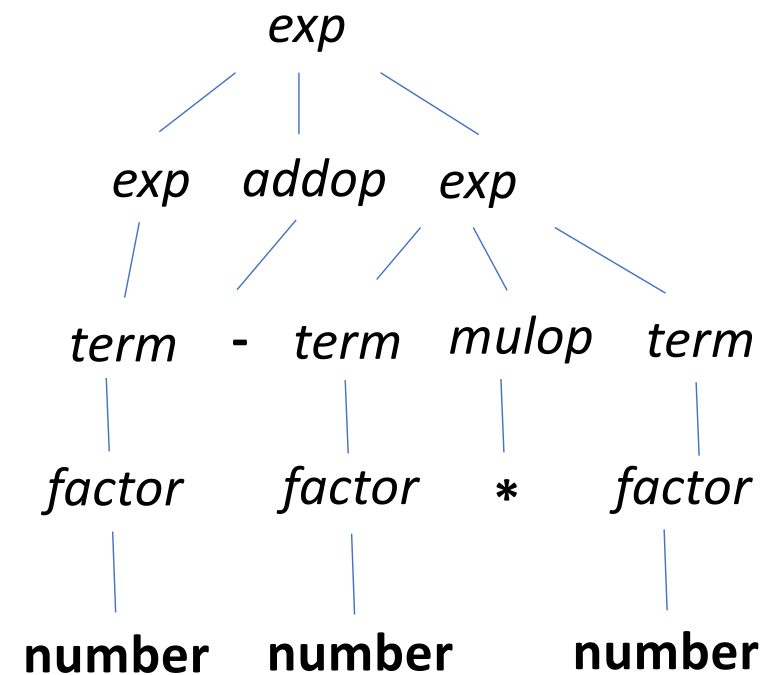 exp
exp addop exp
term - term mulop term
factor factor * factor
number number number